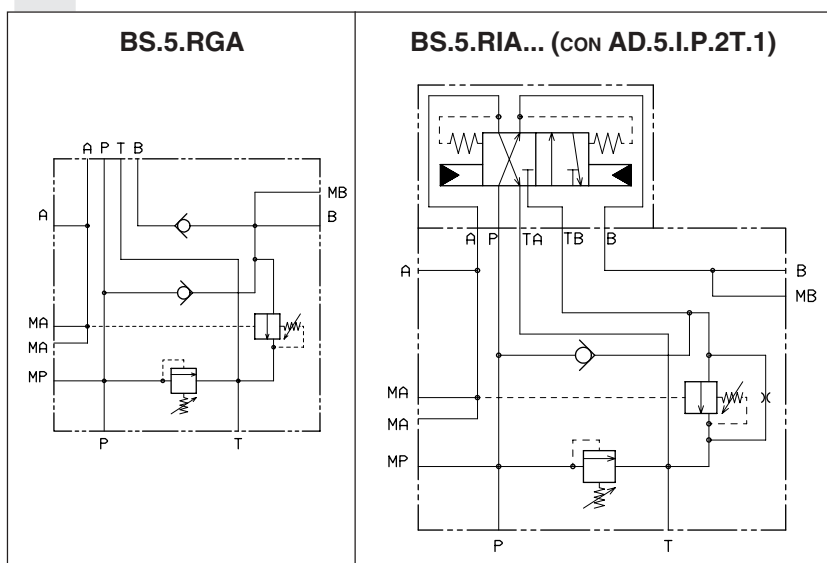 BS.5.RGA
A P T B
MB
A
B
MA
MA
MP
P T
BS.5.RIA... (CON AD.5.I.P.2T.1)
A P TA TB B
A
B
MB
MA
MA
MP
P T